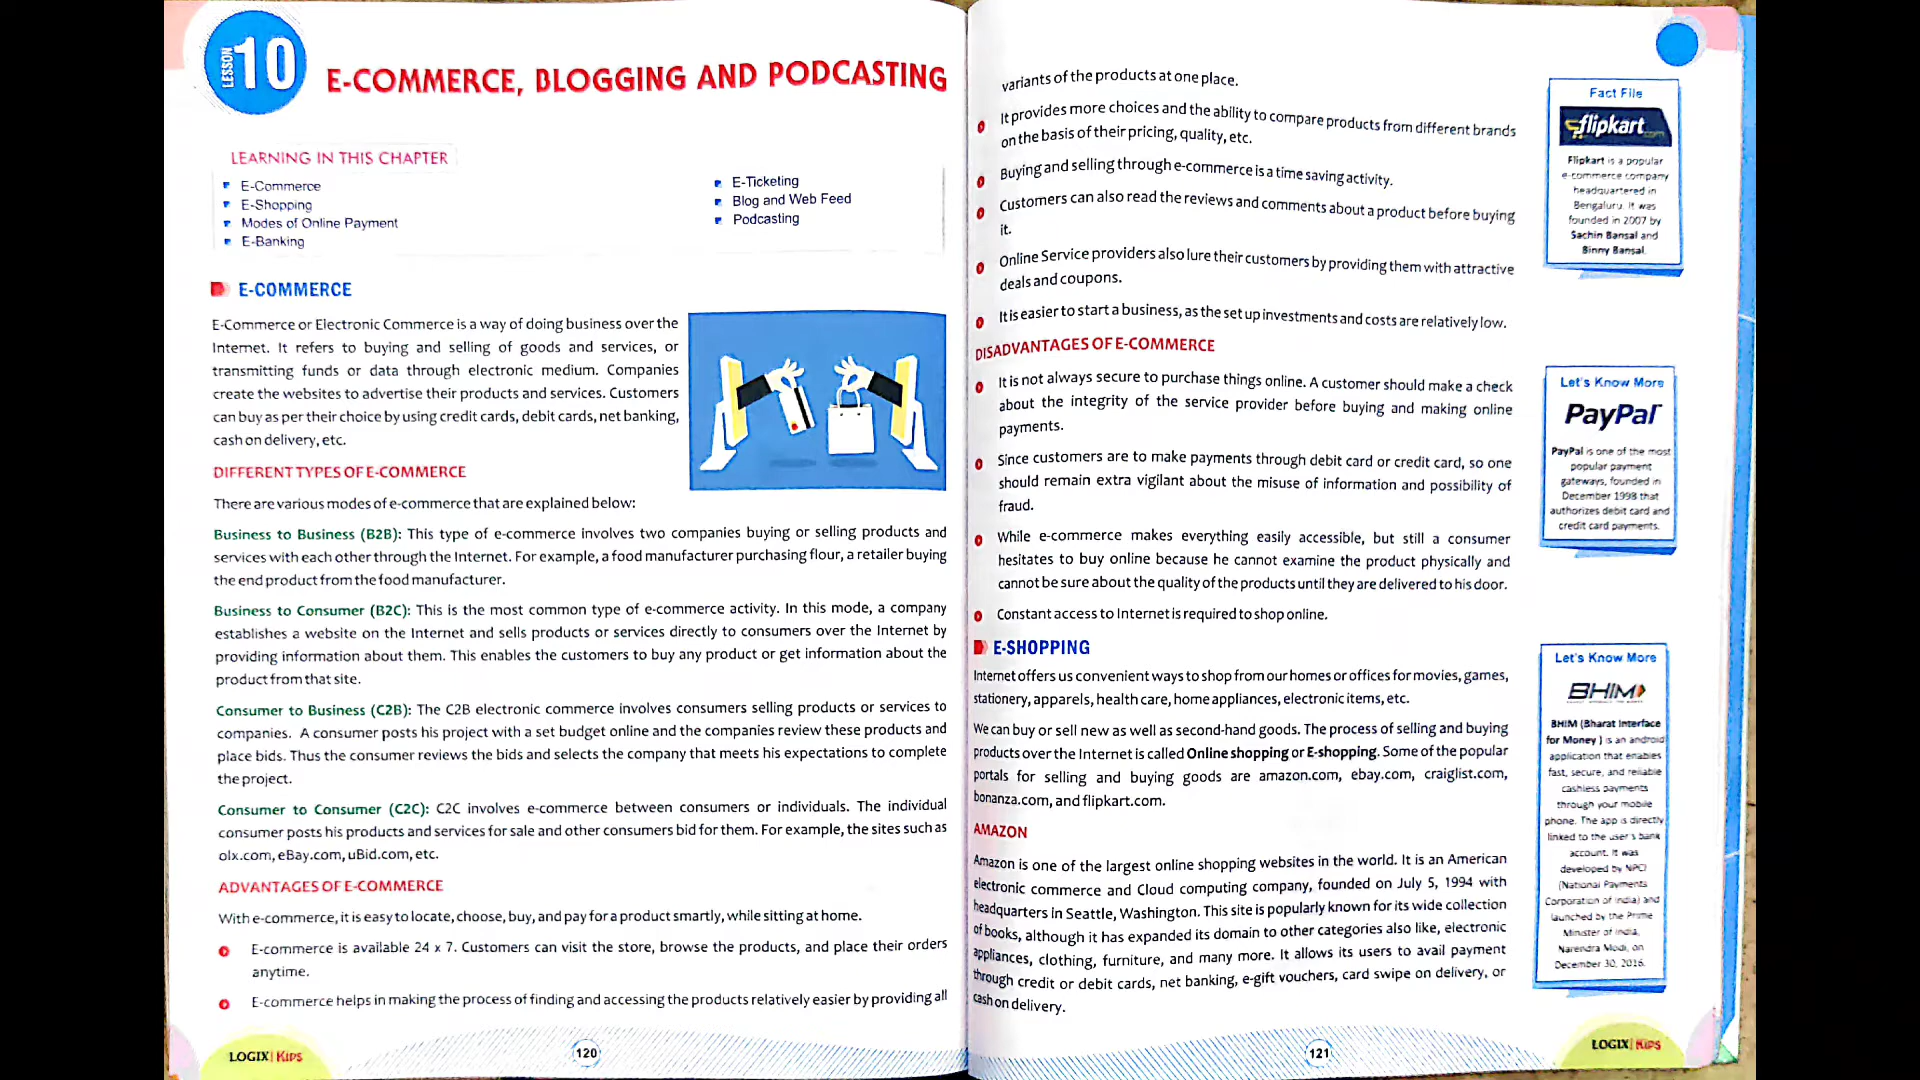 LESSON 10
E-COMMERCE, BLOGGING AND PODCASTING
LEARNING IN THIS CHAPTER
E-Commerce
E-Shopping
Modes of Online Payment
E-Banking
E-Ticketing
Blog and Web Feed
Podcasting
E-COMMERCE
E-Commerce or Electronic Commerce is a way of doing business over the
Internet. It refers to buying and selling of goods and services, or
transmitting funds or data through electronic medium. Companies
create the websites to advertise their products and services. Customers
can buy as per their choice by using credit cards, debit cards, net banking,
cash on delivery, etc.
DIFFERENT TYPES OF E-COMMERCE
There are various modes of e-commerce that are explained below:
Business to Business (B2B): This type of e-commerce involves two companies buying or selling products and
services with each other through the Internet. For example, a food manufacturer purchasing flour, a retailer buying
the end product from the food manufacturer.
Business to Consumer (B2C): This is the most common type of e-commerce activity. In this mode, a company
establishes a website on the Internet and sells products or services directly to consumers over the Internet by
providing information about them. This enables the customers to buy any product or get information about the
product from that site.
Consumer to Business (C2B): The C2B electronic commerce involves consumers selling products or services to
companies. A consumer posts his project with a set budget online and the companies review these products and
place bids. Thus the consumer reviews the bids and selects the company that meets his expectations to complete
the project.
Consumer to Consumer (C2C): C2C involves e-commerce between consumers or individuals. The individual
consumer posts his products and services for sale and other consumers bid for them. For example, the sites such as
olx.com, eBay.com, uBid.com, etc.
ADVANTAGES OF E-COMMERCE
With e-commerce, it is easy to locate, choose, buy, and pay for a product smartly, while sitting at home.
E-commerce is available 24 x 7. Customers can visit the store, browse the products, and place their orders
anytime.
E-commerce helps in making the process of finding and accessing the products relatively easier by providing all
LOGIX KIDS
120
variants of the products at one place.
It provides more choices and the ability to compare products from different brands
on the basis of their pricing, quality, etc.
Buying and selling through e-commerce is a time saving activity.
Customers can also read the reviews and comments about a product before buying
it.
Online Service providers also lure their customers by providing them with attractive
deals and coupons.
It is easier to start a business, as the set up investments and costs are relatively low.
DISADVANTAGES OF E-COMMERCE
It is not always secure to purchase things online. A customer should make a check
about the integrity of the service provider before buying and making online
payments.
Since customers are to make payments through debit card or credit card, so one
should remain extra vigilant about the misuse of information and possibility of
fraud.
While e-commerce makes everything easily accessible, but still a consumer
hesitates to buy online because he cannot examine the product physically and
cannot be sure about the quality of the products until they are delivered to his door.
Constant access to Internet is required to shop online.
E-SHOPPING
Internet offers us convenient ways to shop from our homes or offices for movies, games,
stationery, apparels, health care, home appliances, electronic items, etc.
We can buy or sell new as well as second-hand goods. The process of selling and buying
products over the Internet is called Online shopping or E-shopping. Some of the popular
portals for selling and buying goods are amazon.com, ebay.com, craiglist.com,
bonanza.com, and flipkart.com.
AMAZON
Amazon is one of the largest online shopping websites in the world. It is an American
electronic commerce and Cloud computing company, founded on July 5, 1994 with
headquarters in Seattle, Washington. This site is popularly known for its wide collection
of books, although it has expanded its domain to other categories also like, electronic
appliances, clothing, furniture, and many more. It allows its users to avail payment
through credit or debit cards, net banking, e-gift vouchers, card swipe on delivery, or
cash on delivery.
Fact File
flipkart.com
Flipkart is a popular
e-commerce company
headquartered in
Bengaluru. It was
founded in 2007 by
Sachin Bansal and
Binny Bansal.
Let's Know More
PayPal
PayPal is one of the most
popular payment
gateways, founded in
December 1998 that
authorizes debit card and
credit card payments.
Let's Know More
BHIM
BHIM (Bharat Interface
for Money ) is an android
application that enables
fast, secure, and reliable
cashless payments
through your mobile
phone. The app is directly
linked to the user's bank
account. It was
developed by NPCI
(National Payments
Corporation of India) and
launched by the Prime
Minister of India,
Narendra Modi, on
December 30, 2016.
121
LOGIX KIDS